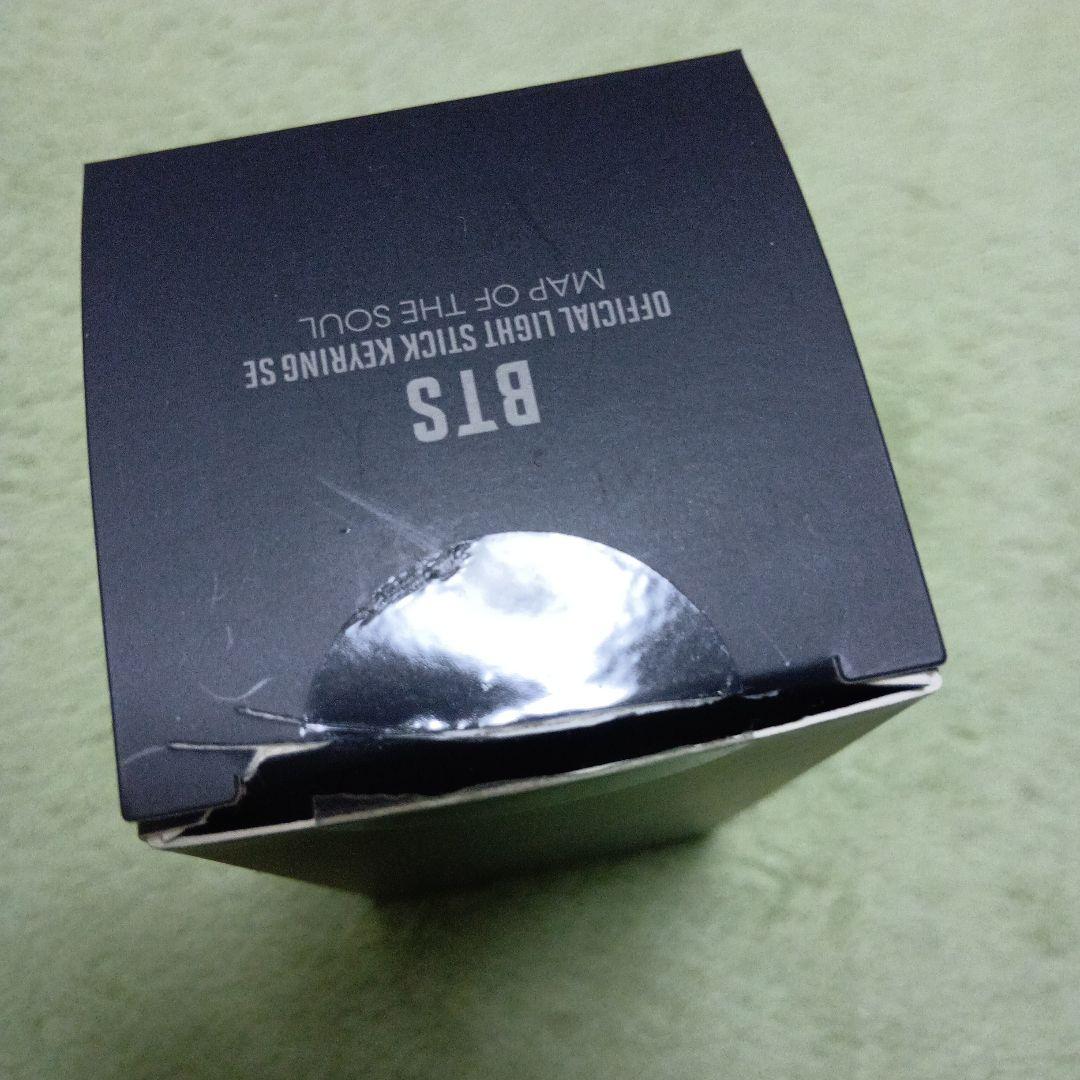 BTS
OFFICIAL LIGHT STICK KEYRING SE
MAP OF THE SOUL